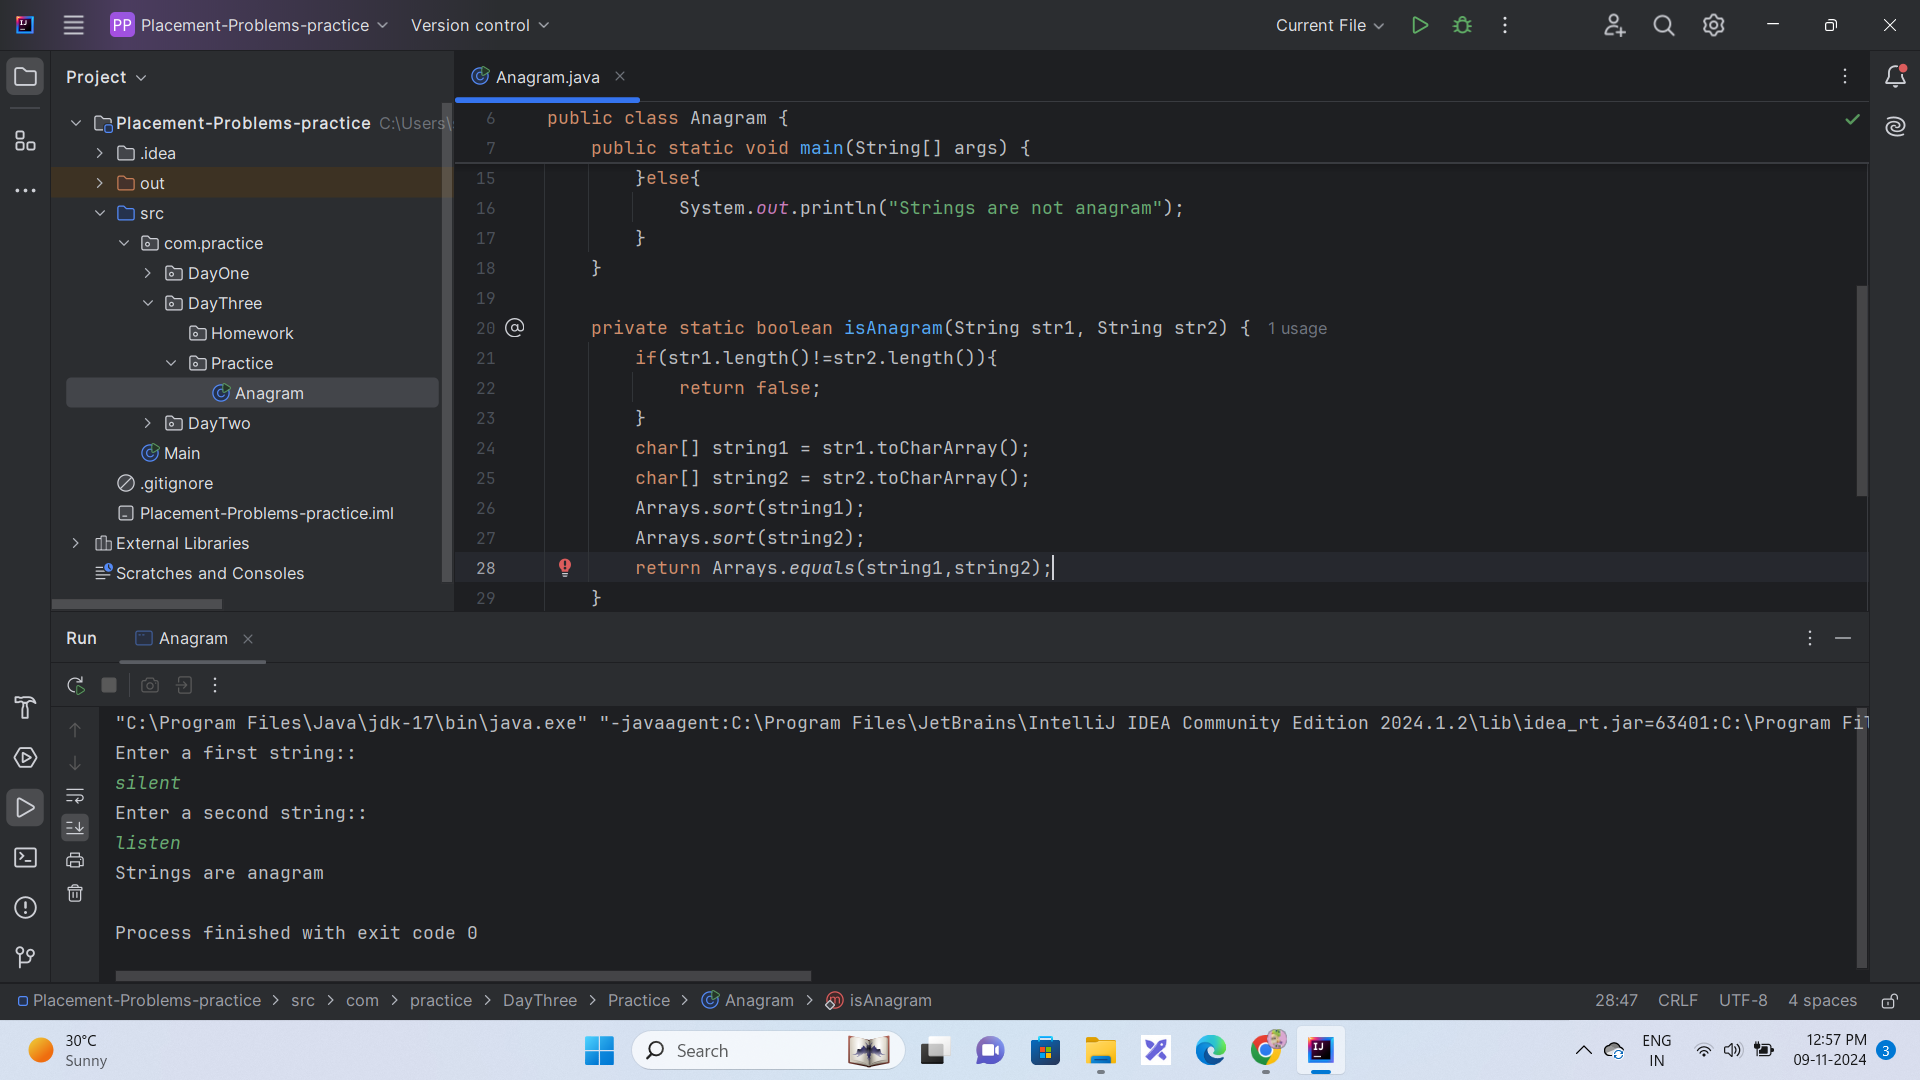 PP Placement-Problems-practice Version control Current File
Project
Anagram.java
Placement-Problems-practice C:\Users\
.idea
out
src
com.practice
DayOne
DayThree
Homework
Practice
Anagram
DayTwo
Main
.gitignore
Placement-Problems-practice.iml
External Libraries
Scratches and Consoles
6 public class Anagram {
7 public static void main(String[] args) {
15 }else{
16 System.out.println("Strings are not anagram");
17 }
18 }
19
20 private static boolean isAnagram(String str1, String str2) { 1 usage
21 if(str1.length()!=str2.length()){
22 return false;
23 }
24 char[] string1 = str1.toCharArray();
25 char[] string2 = str2.toCharArray();
26 Arrays.sort(string1);
27 Arrays.sort(string2);
28 return Arrays.equals(string1,string2);
29 }
Run Anagram
"C:\Program Files\Java\jdk-17\bin\java.exe" "-javaagent:C:\Program Files\JetBrains\IntelliJ IDEA Community Edition 2024.1.2\lib\idea_rt.jar=63401:C:\Program Fil
Enter a first string::
silent
Enter a second string::
listen
Strings are anagram
Process finished with exit code 0
Placement-Problems-practice > src > com > practice > DayThree > Practice > Anagram > isAnagram 28:47 CRLF UTF-8 4 spaces
30°C
Sunny
Search
ENG
IN
12:57 PM
09-11-2024
3